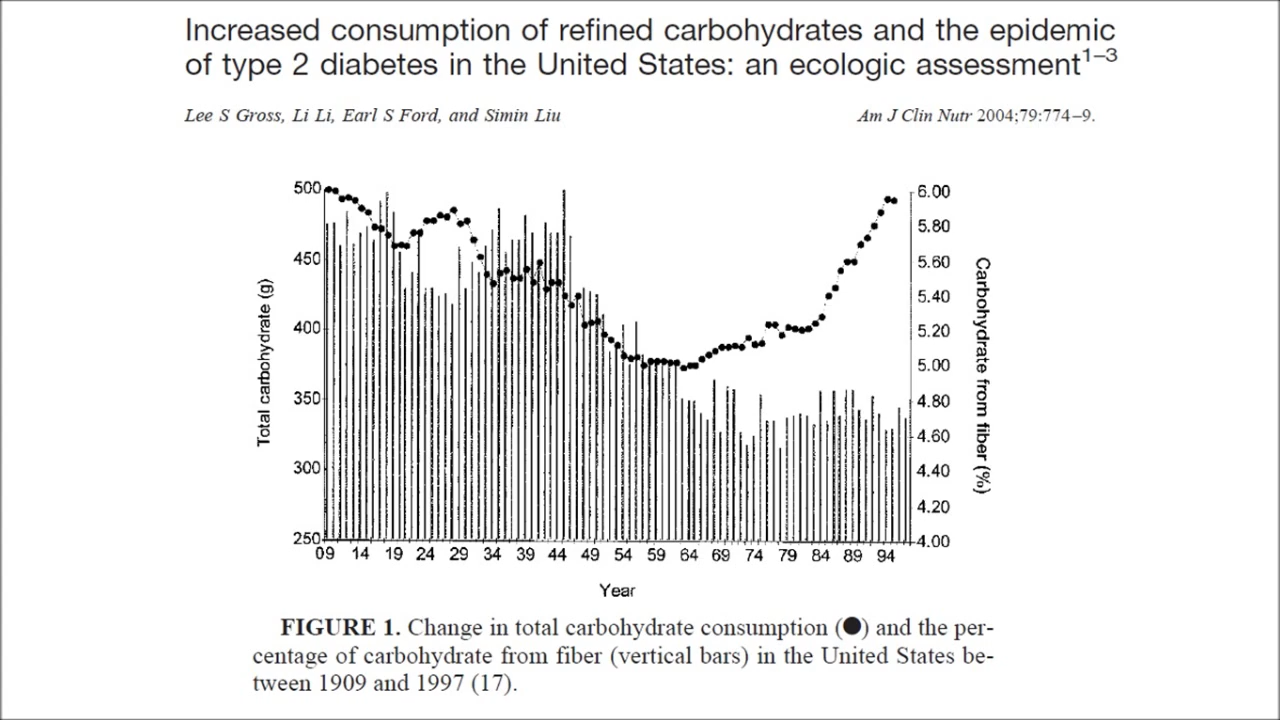 Increased consumption of refined carbohydrates and the epidemic
of type 2 diabetes in the United States: an ecologic assessment1–3
Lee S Gross, Li Li, Earl S Ford, and Simin Liu
Am J Clin Nutr 2004;79:774–9.
500
450
400
350
300
250
Total carbohydrate (g)
6.00
5.80
5.60
5.40
5.20
5.00
4.80
4.60
4.40
4.20
4.00
Carbohydrate from fiber (%)
09 14 19 24 29 34 39 44 49 54 59 64 69 74 79 84 89 94
Year
FIGURE 1. Change in total carbohydrate consumption (●) and the per-
centage of carbohydrate from fiber (vertical bars) in the United States be-
tween 1909 and 1997 (17).